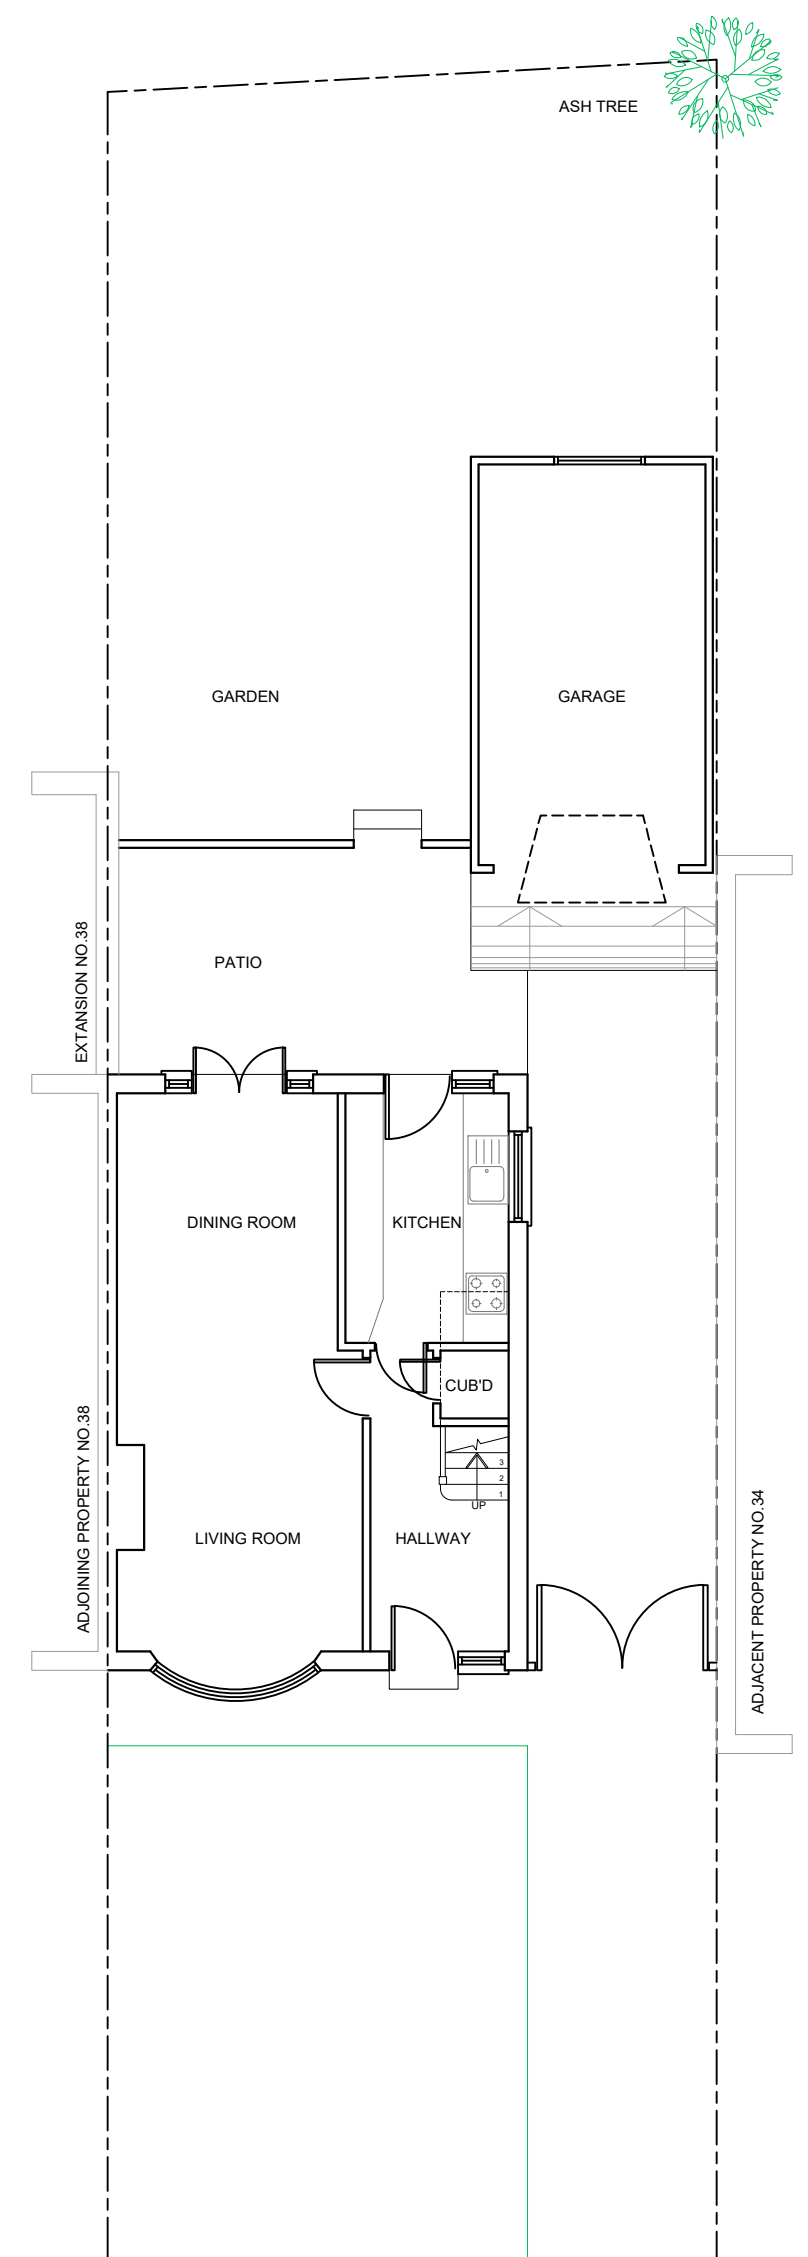 ASH TREE
GARDEN
GARAGE
EXTANSION NO.38
PATIO
DINING ROOM
KITCHEN
CUB'D
3
2
1
UP
ADJOINING PROPERTY NO.38
LIVING ROOM
HALLWAY
ADJACENT PROPERTY NO.34